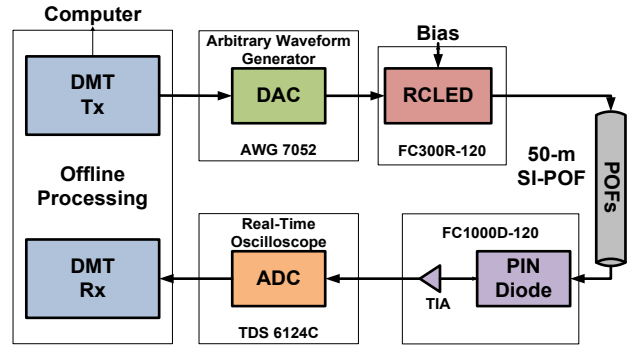 Computer
DMT
Tx
Offline
Processing
DMT
Rx
Arbitrary Waveform
Generator
DAC
AWG 7052
Bias
RCLED
FC300R-120
50-m
SI-POF
POFs
Real-Time
Oscilloscope
ADC
TDS 6124C
FC1000D-120
TIA
PIN
Diode